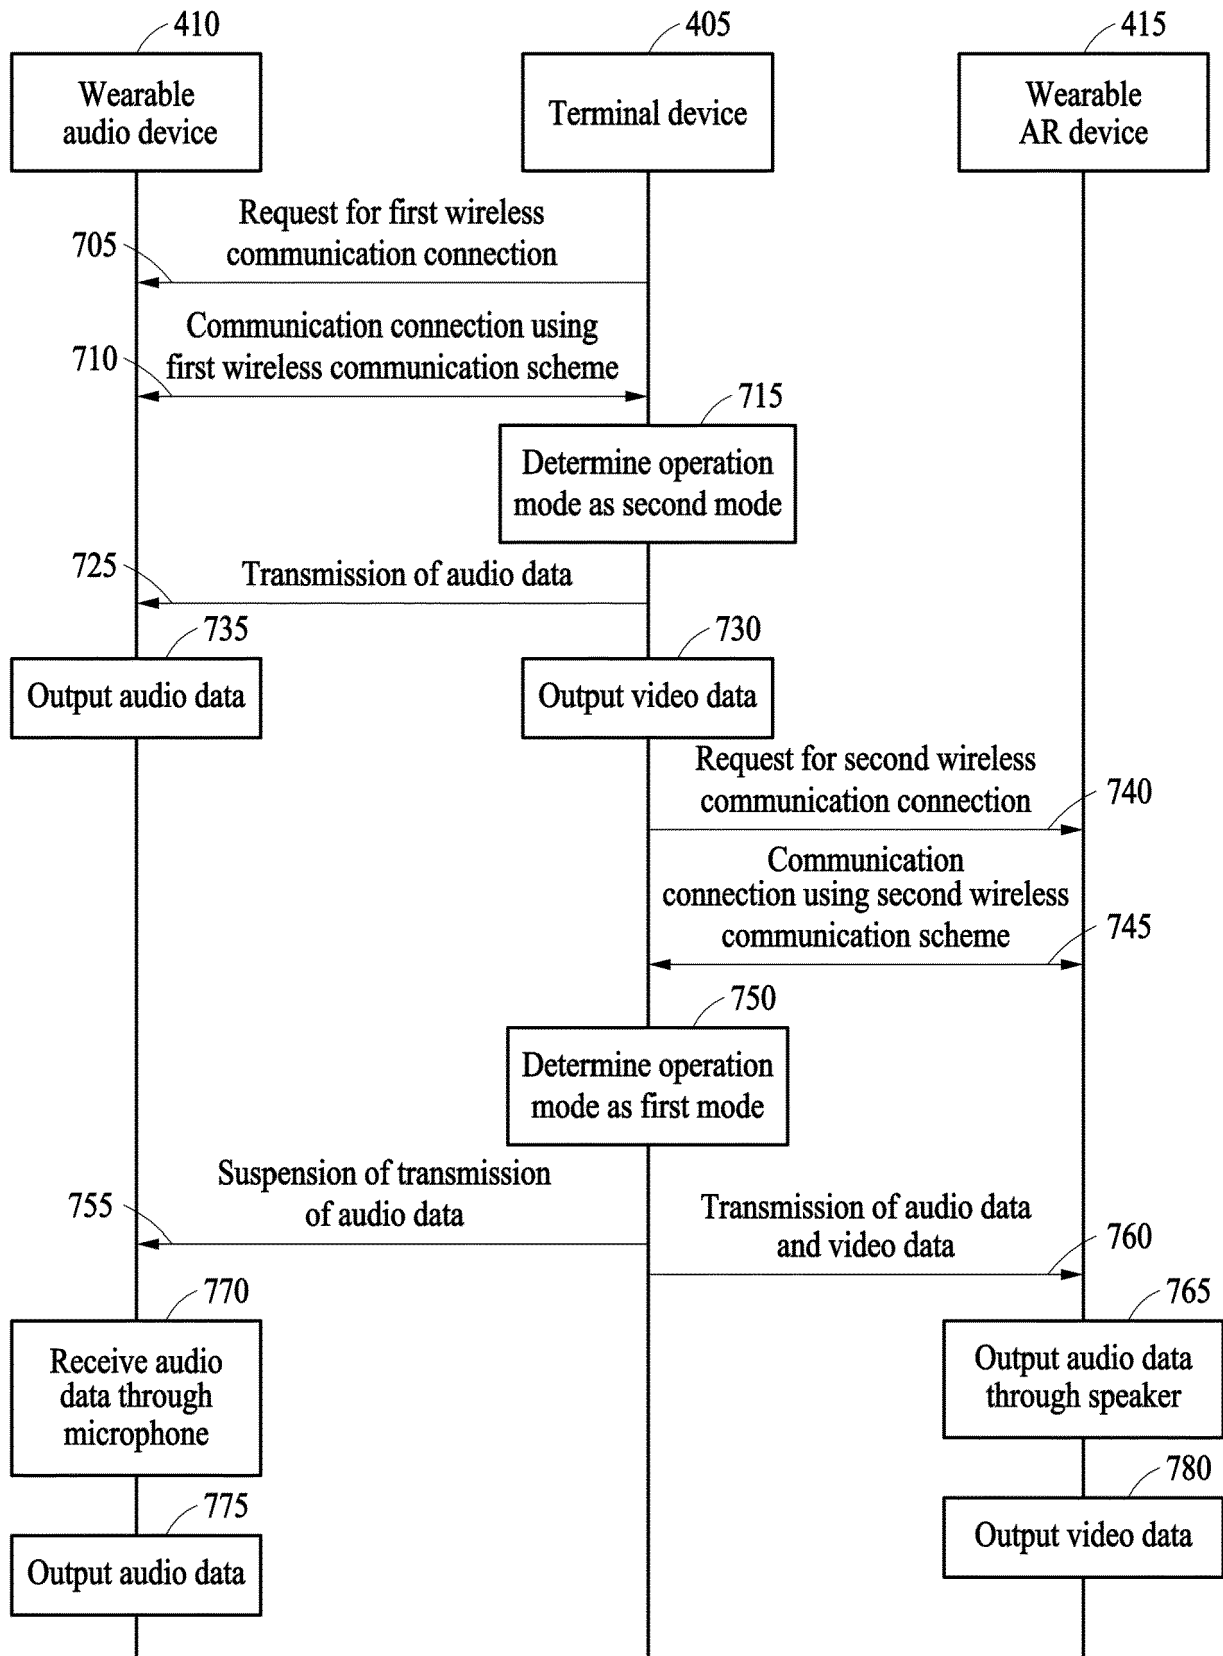 410
405
415
Wearable
audio device
Terminal device
Wearable
AR device
Request for first wireless
communication connection
705
Communication connection using
first wireless communication scheme
710
715
Determine operation
mode as second mode
725
Transmission of audio data
735
730
Output audio data
Output video data
Request for second wireless
communication connection
740
Communication
connection using second wireless
communication scheme
745
750
Determine operation
mode as first mode
Suspension of transmission
of audio data
755
Transmission of audio data
and video data
760
770
765
Receive audio
data through
microphone
Output audio data
through speaker
780
775
Output video data
Output audio data